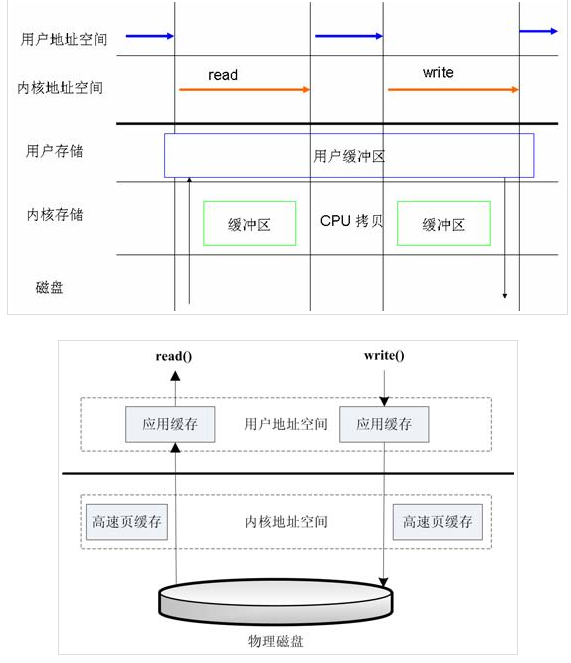 用户地址空间
内核地址空间
read
write
用户存储
用户缓冲区
内核存储
缓冲区
CPU 拷贝
缓冲区
磁盘
read()
write()
应用缓存
用户地址空间
应用缓存
高速页缓存
内核地址空间
高速页缓存
物理磁盘